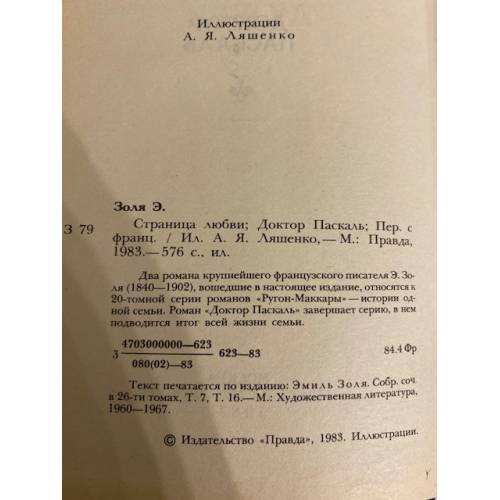 Иллюстрации
А. Я. Ляшенко
Золя Э.
З 79 Страница любви; Доктор Паскаль; Пер. с
франц. / Ил. А. Я. Ляшенко,— М.: Правда,
1983.— 576 с., ил.
Два романа крупнейшего французского писателя Э. Зо-
ля (1840—1902), вошедшие в настоящее издание, относятся к
20-томной серии романов «Ругон-Маккары» — истории од-
ной семьи. Роман «Доктор Паскаль» завершает серию, в нем
подводится итог всей жизни семьи.
З 4703000000—623 623—83 84.4 Фр
080(02)—83
Текст печатается по изданию: Эмиль Золя. Собр. соч.
в 26-ти томах, Т. 7, Т. 16.— М.: Художественная литература,
1960—1967.
© Издательство «Правда», 1983. Иллюстрации.